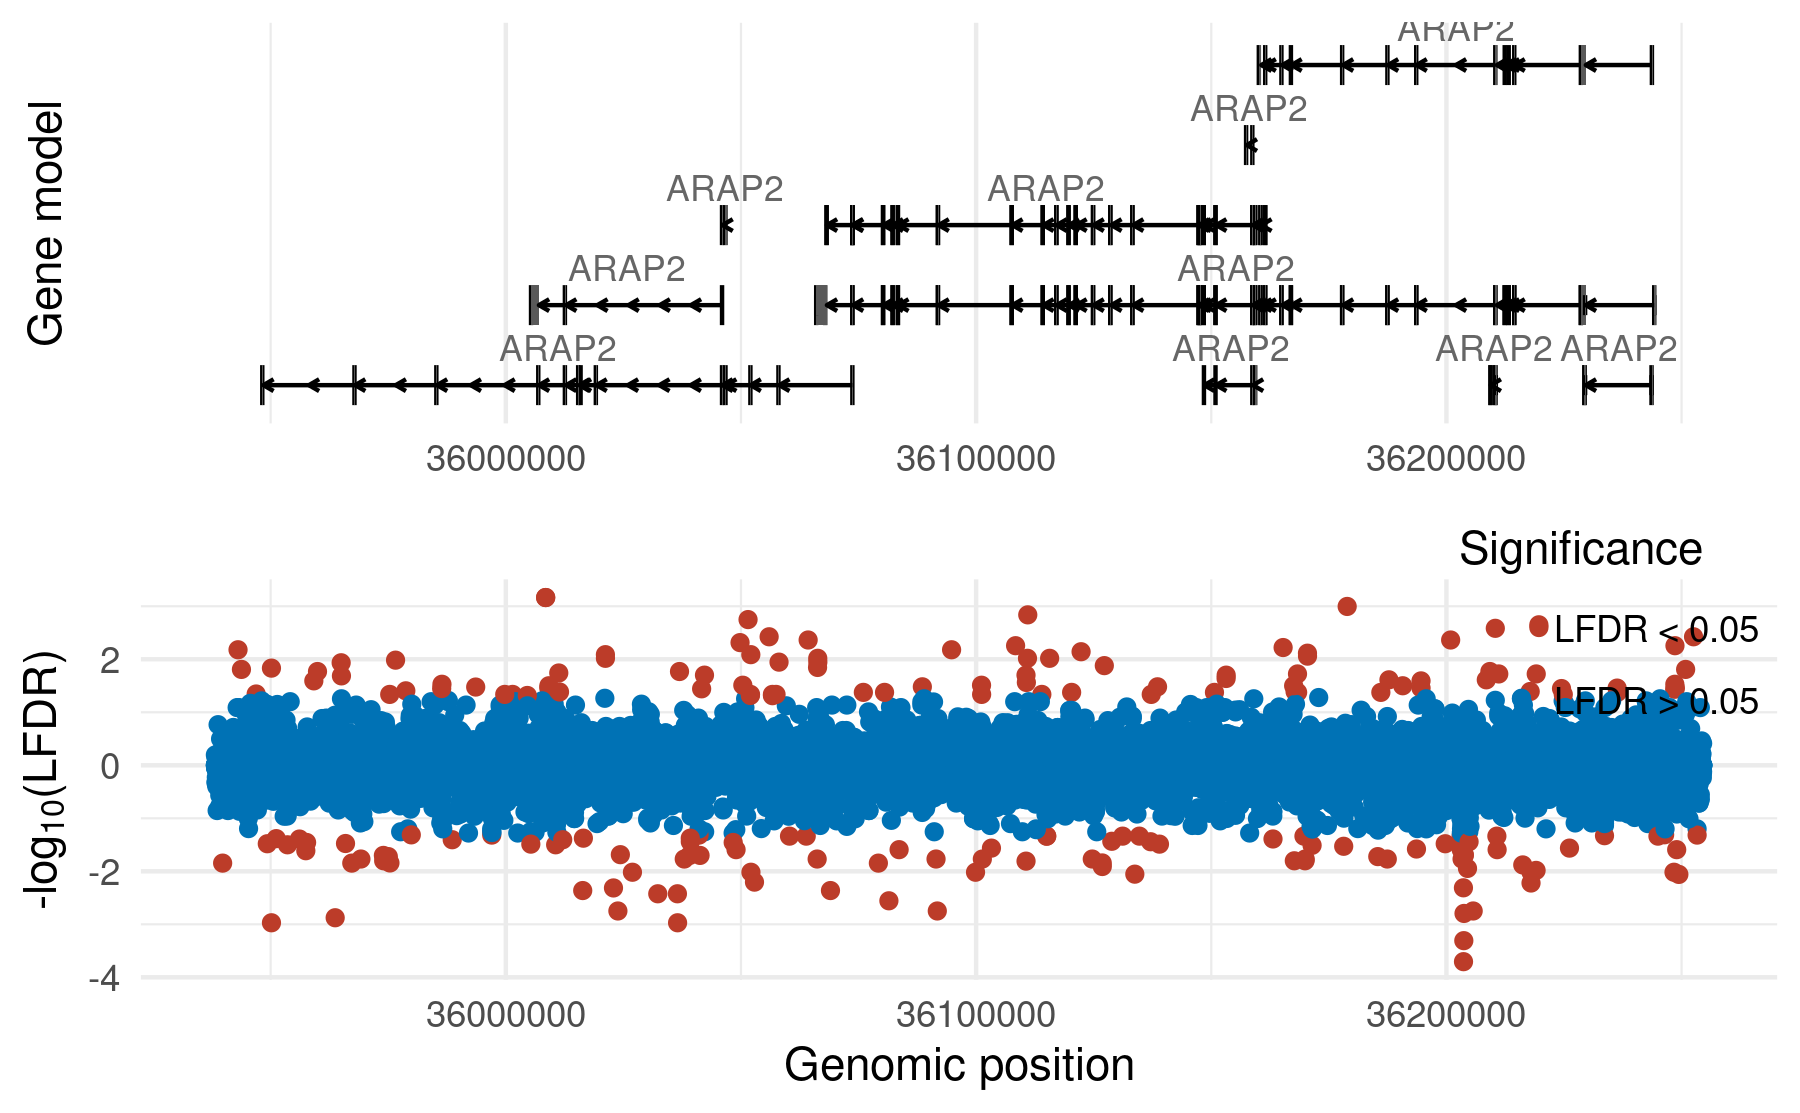 Gene model
ARAP2
ARAP2
ARAP2 ARAP2
ARAP2 ARAP2
ARAP2 ARAP2 ARAP2 ARAP2
36000000 36100000 36200000
Significance
LFDR < 0.05
LFDR > 0.05
-log10(LFDR)
2
0
-2
-4
36000000 36100000 36200000
Genomic position